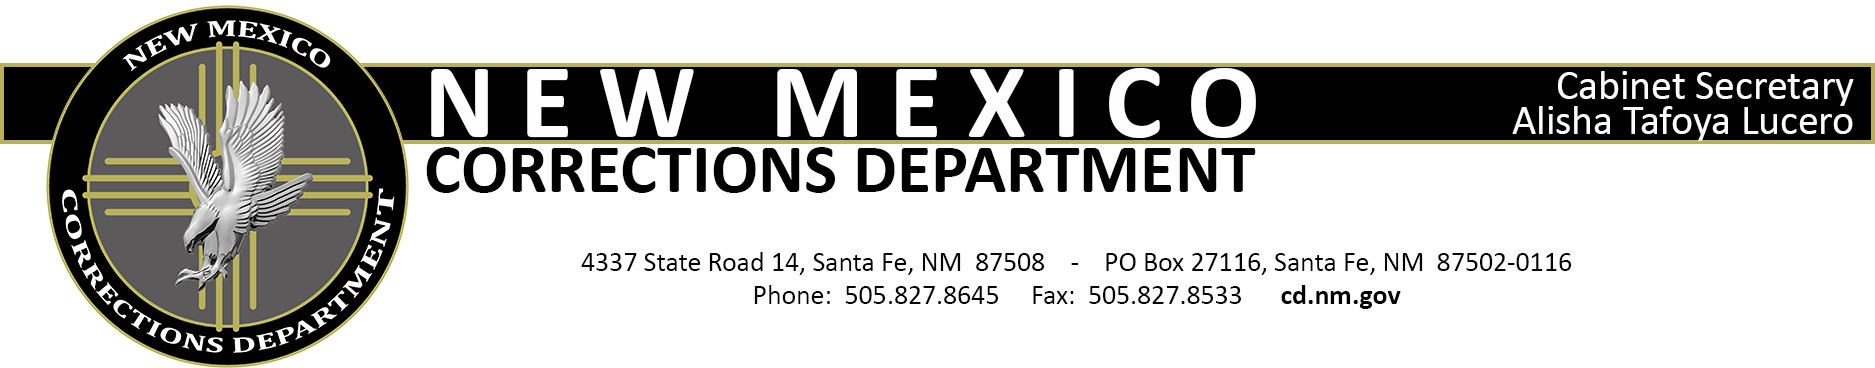 NEW MEXICO
CORRECTIONS DEPARTMENT
NEW MEXICO
CORRECTIONS DEPARTMENT
Cabinet Secretary
Alisha Tafoya Lucero
4337 State Road 14, Santa Fe, NM 87508 - PO Box 27116, Santa Fe, NM 87502-0116
Phone: 505.827.8645 Fax: 505.827.8533 cd.nm.gov